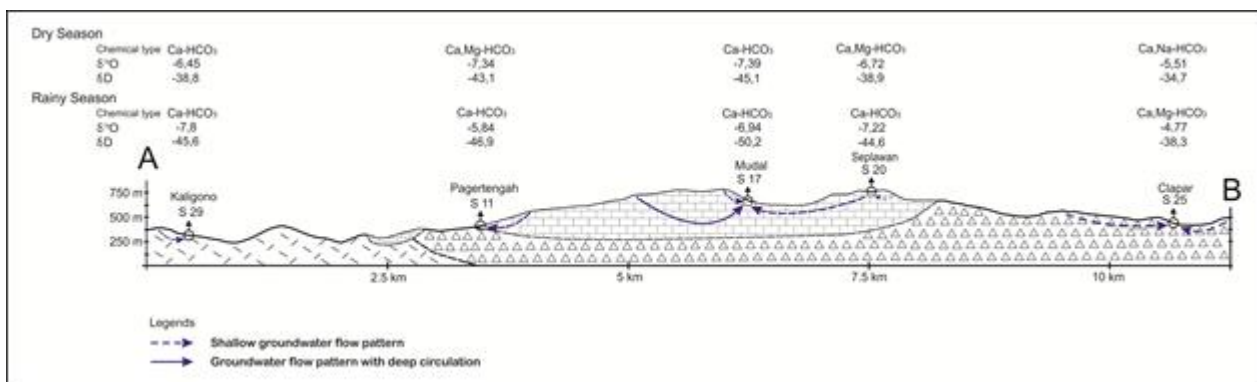 Dry Season
Chemical type Ca-HCO₃ Ca,Mg-HCO₃ Ca-HCO₃ Ca,Mg-HCO₃ Ca,Na-HCO₃
δ¹⁸O -6,45 -7,34 -7,39 -6,72 -5,51
δD -38,8 -43,1 -45,1 -38,9 -34,7
Rainy Season
Chemical type Ca-HCO₃ Ca-HCO₃ Ca-HCO₃ Ca-HCO₃ Ca,Mg-HCO₃
δ¹⁸O -7,8 -5,84 -6,94 -7,22 -4,77
δD -45,6 -46,9 -50,2 -44,6 -38,3
A
B
Kaligono
S 29
Pagertengah
S 11
Mudal
S 17
Seplawan
S 20
Clapar
S 25
750 m
500 m
250 m
2.5 km 5 km 7.5 km 10 km
Legends
Shallow groundwater flow pattern
Groundwater flow pattern with deep circulation